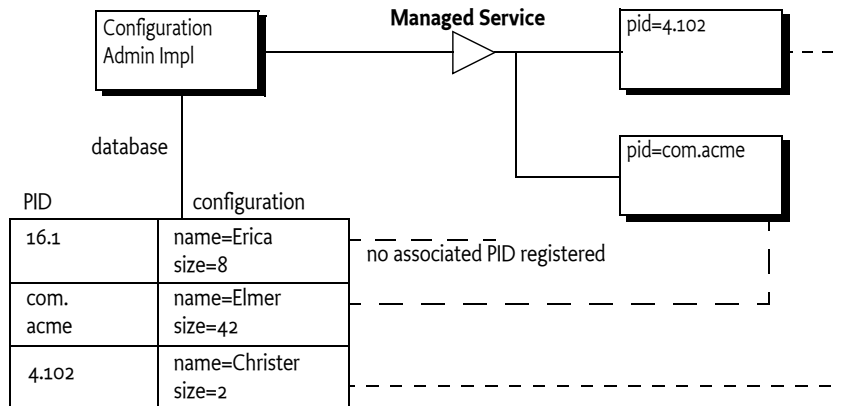 Managed Service
Configuration
Admin Impl
pid=4.102
database
pid=com.acme
PID
configuration
16.1
name=Erica
size=8
no associated PID registered
com.
acme
name=Elmer
size=42
4.102
name=Christer
size=2